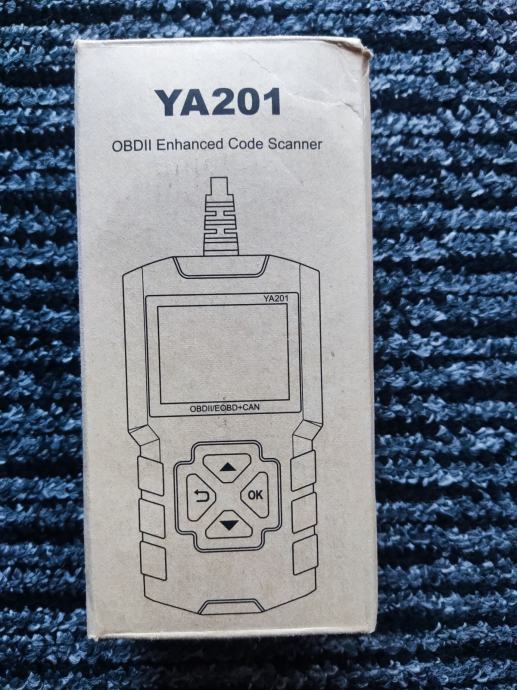 YA201
OBDII Enhanced Code Scanner
YA201
OBDII/EOBD+CAN
OK